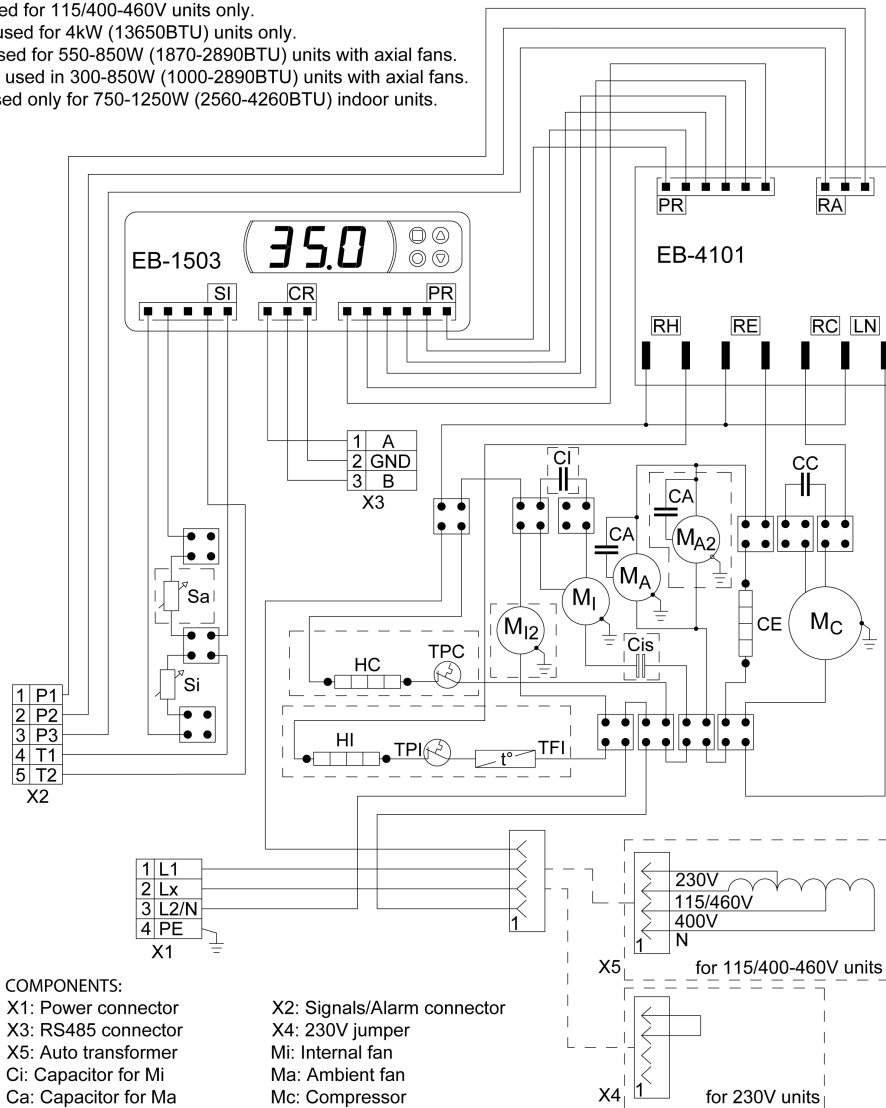 ed for 115/400-460V units only.
used for 4kW (13650BTU) units only.
sed for 550-850W (1870-2890BTU) units with axial fans.
used in 300-850W (1000-2890BTU) units with axial fans.
sed only for 750-1250W (2560-4260BTU) indoor units.
PR
RA
EB-4101
EB-1503
35.0
SI
CR
PR
RH
RE
RC
LN
1 A
2 GND
3 B
X3
CI
CC
CA
CA
MA2
MA
MI
MI2
Cis
CE
MC
Sa
Si
HC
TPC
HI
TPI
t°
TFI
1 P1
2 P2
3 P3
4 T1
5 T2
X2
1 L1
2 Lx
3 L2/N
4 PE
X1
1
230V
115/460V
400V
N
1
X5
for 115/400-460V units
COMPONENTS:
X1: Power connector
X2: Signals/Alarm connector
X3: RS485 connector
X4: 230V jumper
X5: Auto transformer
Mi: Internal fan
Ci: Capacitor for Mi
Ma: Ambient fan
Ca: Capacitor for Ma
Mc: Compressor
X4
1
for 230V units